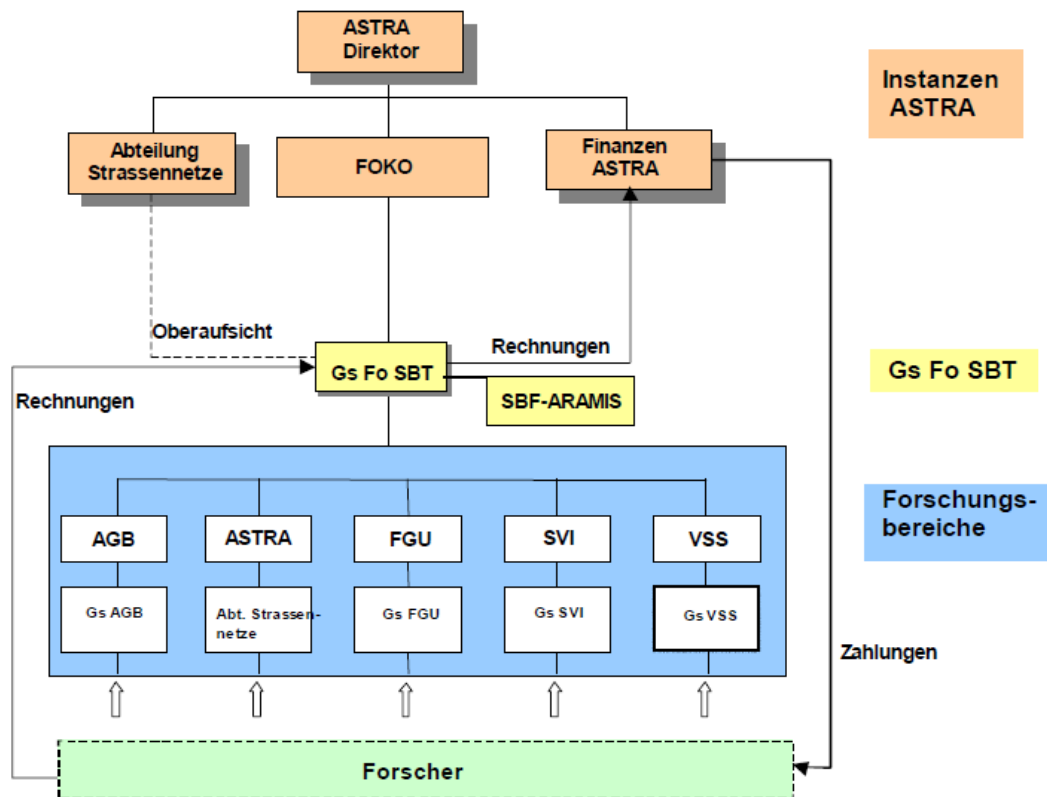 ASTRA
Direktor
Instanzen
ASTRA
Abteilung
Strassennetze
FOKO
Finanzen
ASTRA
Oberaufsicht
Rechnungen
Gs Fo SBT
Gs Fo SBT
SBF-ARAMIS
Rechnungen
Forschungs-
bereiche
AGB
ASTRA
FGU
SVI
VSS
Gs AGB
Abt. Strassen-
netze
Gs FGU
Gs SVI
Gs VSS
Zahlungen
Forscher